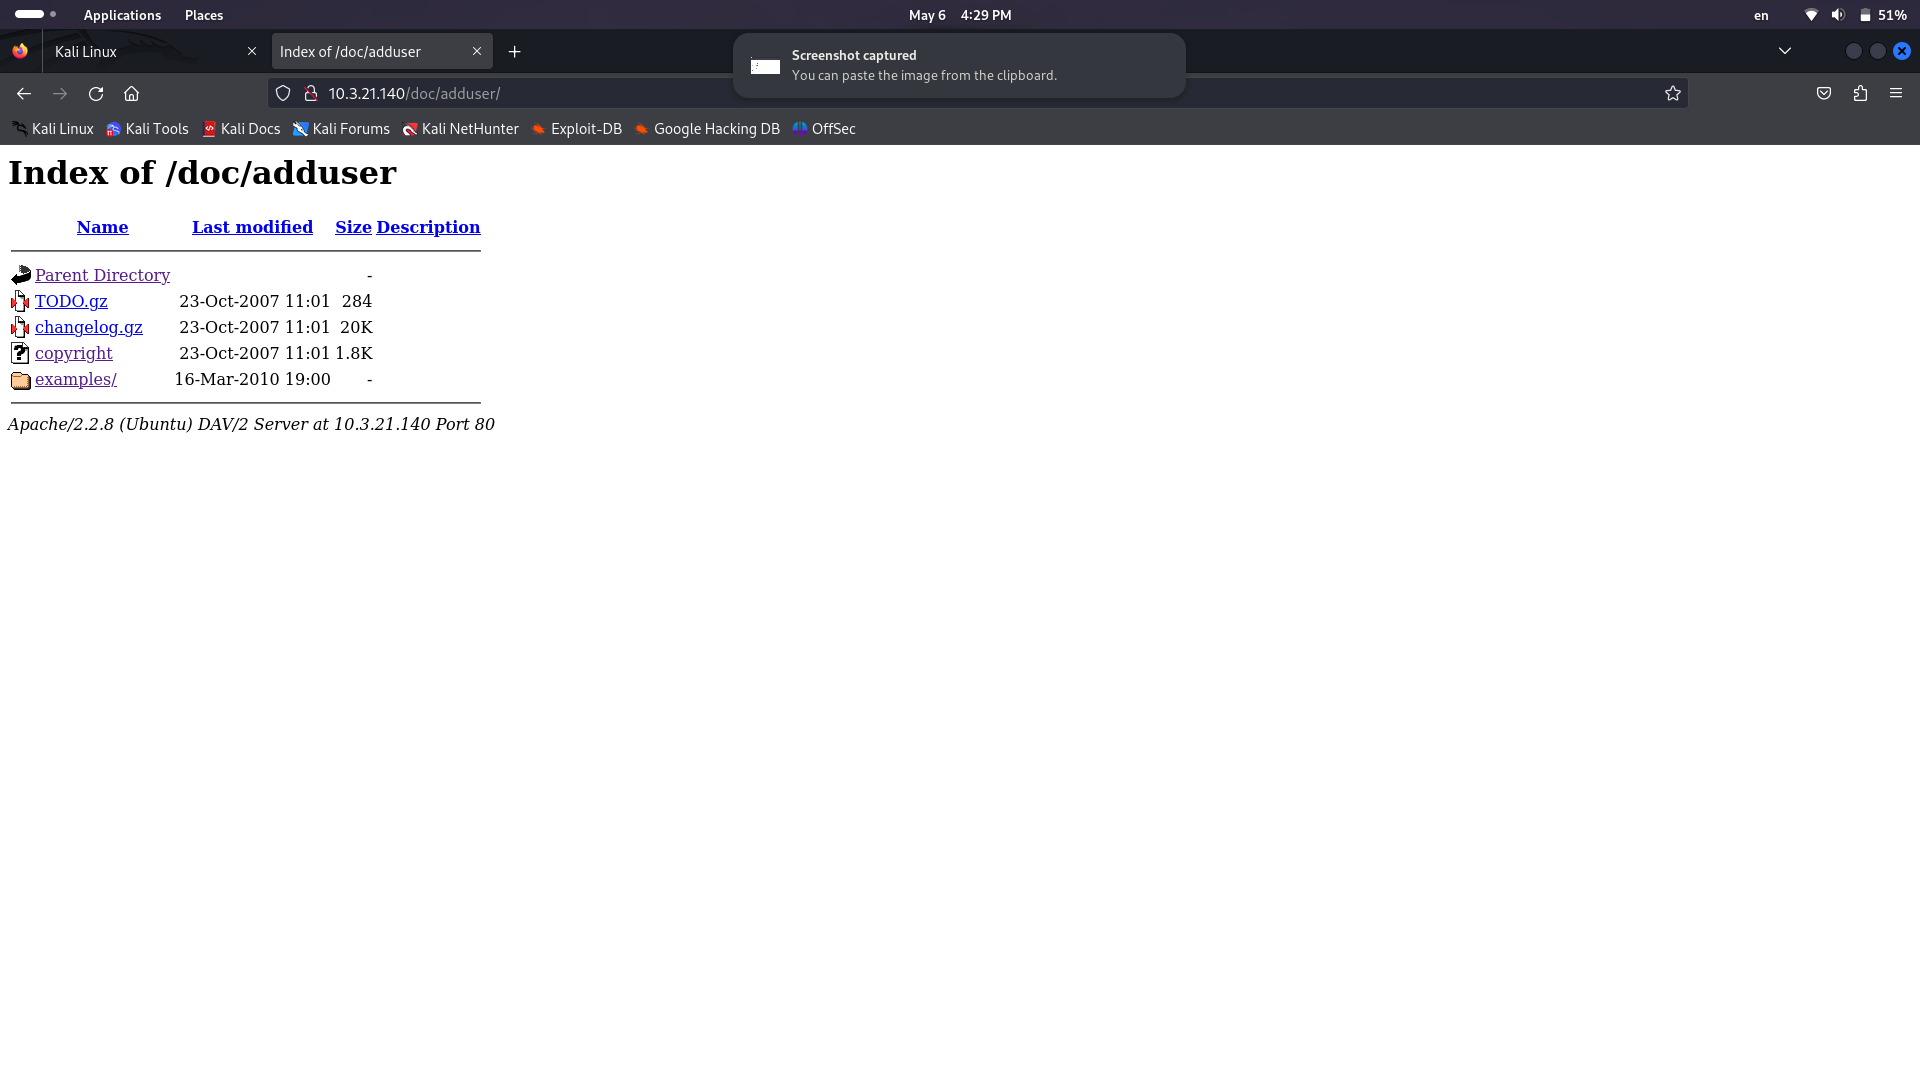 Applications Places May 6 4:29 PM en 51%
Kali Linux Index of /doc/adduser
Screenshot captured
You can paste the image from the clipboard.
10.3.21.140/doc/adduser/
Kali Linux Kali Tools Kali Docs Kali Forums Kali NetHunter Exploit-DB Google Hacking DB OffSec
Index of /doc/adduser
Name Last modified Size Description
Parent Directory -
TODO.gz 23-Oct-2007 11:01 284
changelog.gz 23-Oct-2007 11:01 20K
copyright 23-Oct-2007 11:01 1.8K
examples/ 16-Mar-2010 19:00 -
Apache/2.2.8 (Ubuntu) DAV/2 Server at 10.3.21.140 Port 80